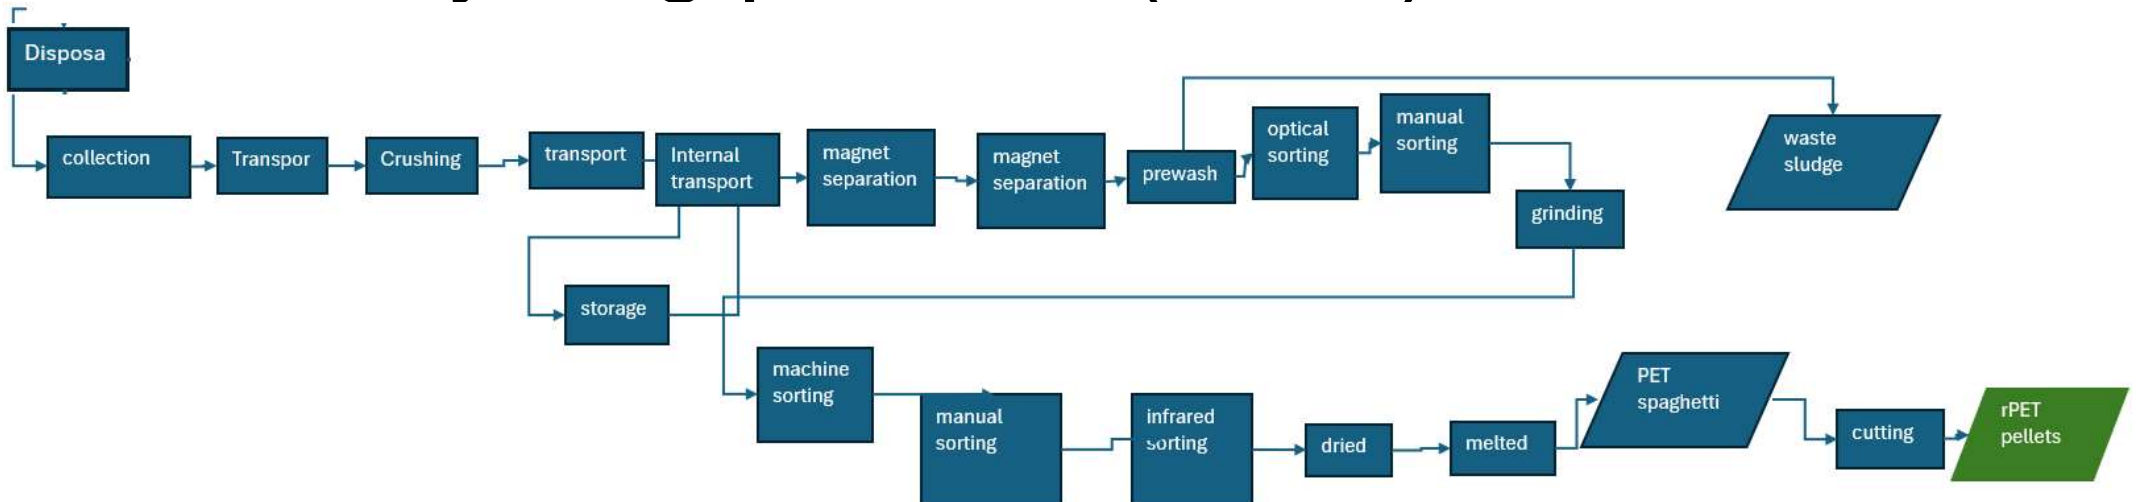 Disposa
collection
Transpor
Crushing
transport
Internal
transport
magnet
separation
magnet
separation
prewash
optical
sorting
manual
sorting
waste
sludge
grinding
storage
machine
sorting
manual
sorting
infrared
sorting
dried
melted
PET
spaghetti
cutting
rPET
pellets